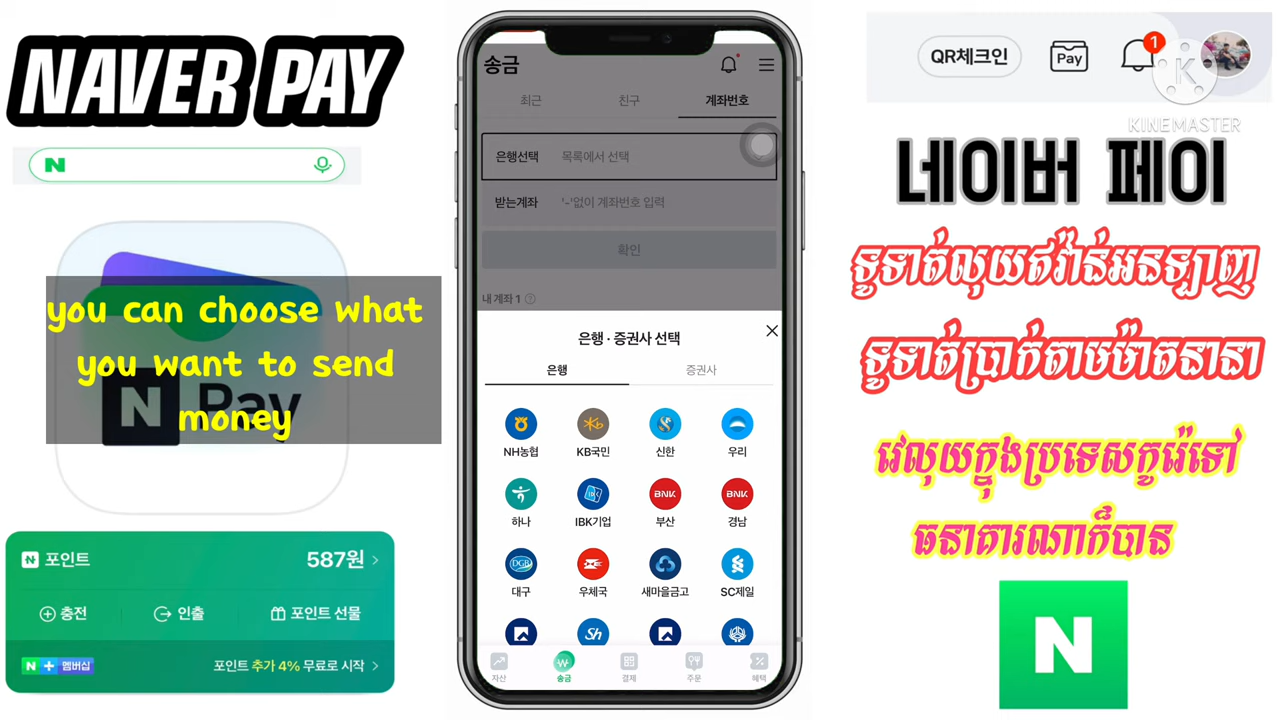 NAVER PAY
N
you can choose what
you want to send
money
N Pay
N 포인트
587원
충전
인출
포인트 선물
N + 멤버십
포인트 추가 4% 무료로 시작
송금
최근
친구
계좌번호
은행선택
목록에서 선택
받는계좌
'-'없이 계좌번호 입력
확인
내 계좌 1
은행 · 증권사 선택
은행
증권사
NH농협
KB국민
신한
우리
하나
IBK기업
BNK
부산
BNK
경남
DGB
대구
우체국
새마을금고
SC제일
Sh
자산
송금
결제
주문
혜택
QR체크인
Pay
1
K
KINEMASTER
네이버 페이
ទូទាត់លុយឥវ៉ាន់អនឡាញ
ទូទាត់ប្រាក់តាមម៉ាតនានា
វេលុយក្នុងប្រទេសកូរ៉េទៅ
ធនាគារណាក៏បាន
N